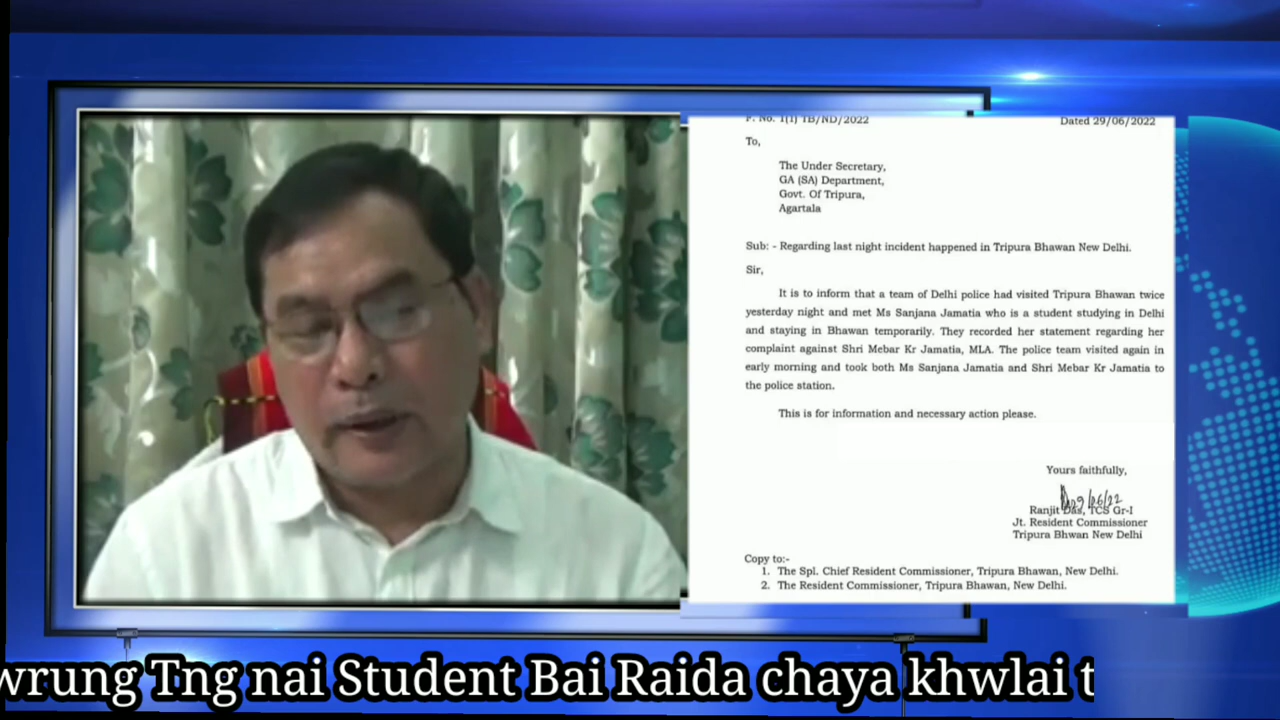 F. No. 1(1) TB/ND/2022 Dated 29/06/2022
To,
The Under Secretary,
GA (SA) Department,
Govt. Of Tripura,
Agartala
Sub: - Regarding last night incident happened in Tripura Bhawan New Delhi.
Sir,
It is to inform that a team of Delhi police had visited Tripura Bhawan twice
yesterday night and met Ms Sanjana Jamatia who is a student studying in Delhi
and staying in Bhawan temporarily. They recorded her statement regarding her
complaint against Shri Mebar Kr Jamatia, MLA. The police team visited again in
early morning and took both Ms Sanjana Jamatia and Shri Mebar Kr Jamatia to
the police station.
This is for information and necessary action please.
Yours faithfully,
29/06/22
Ranjit Das, TCS Gr-I
Jt. Resident Commissioner
Tripura Bhwan New Delhi
Copy to:-
1. The Spl. Chief Resident Commissioner, Tripura Bhawan, New Delhi.
2. The Resident Commissioner, Tripura Bhawan, New Delhi.
wrung Tng nai Student Bai Raida chaya khwlai t